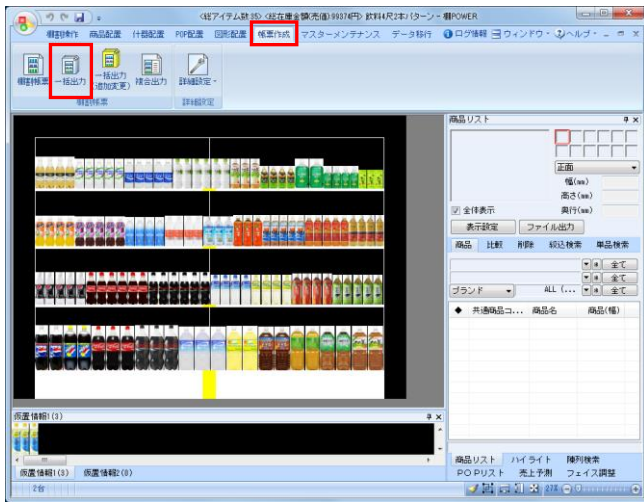 <総アイテム数:35> <総在庫金額(売価):99374円> 飲料4尺2本パターン - 棚POWER
棚割操作 商品配置 什器配置 POP配置 図形配置 帳票作成 マスターメンテナンス データ移行 ログ情報 ウィンドウ ヘルプ
棚割帳票 一括出力 一括出力(追加変更) 複合出力 詳細設定
棚割帳票 詳細設定
商品リスト
正面
幅(mm)
高さ(mm)
全体表示 奥行(mm)
表示設定 ファイル出力
商品 比較 削除 絞込検索 単品検索
* 全て
* 全て
ブランド ALL (... * 全て
◆ 共通商品コ... 商品名 商品(幅)
仮置情報1(3)
仮置情報1(3) 仮置情報2(0)
商品リスト ハイライト 陳列検索
POPリスト 売上予測 フェイス調整
2台 27%